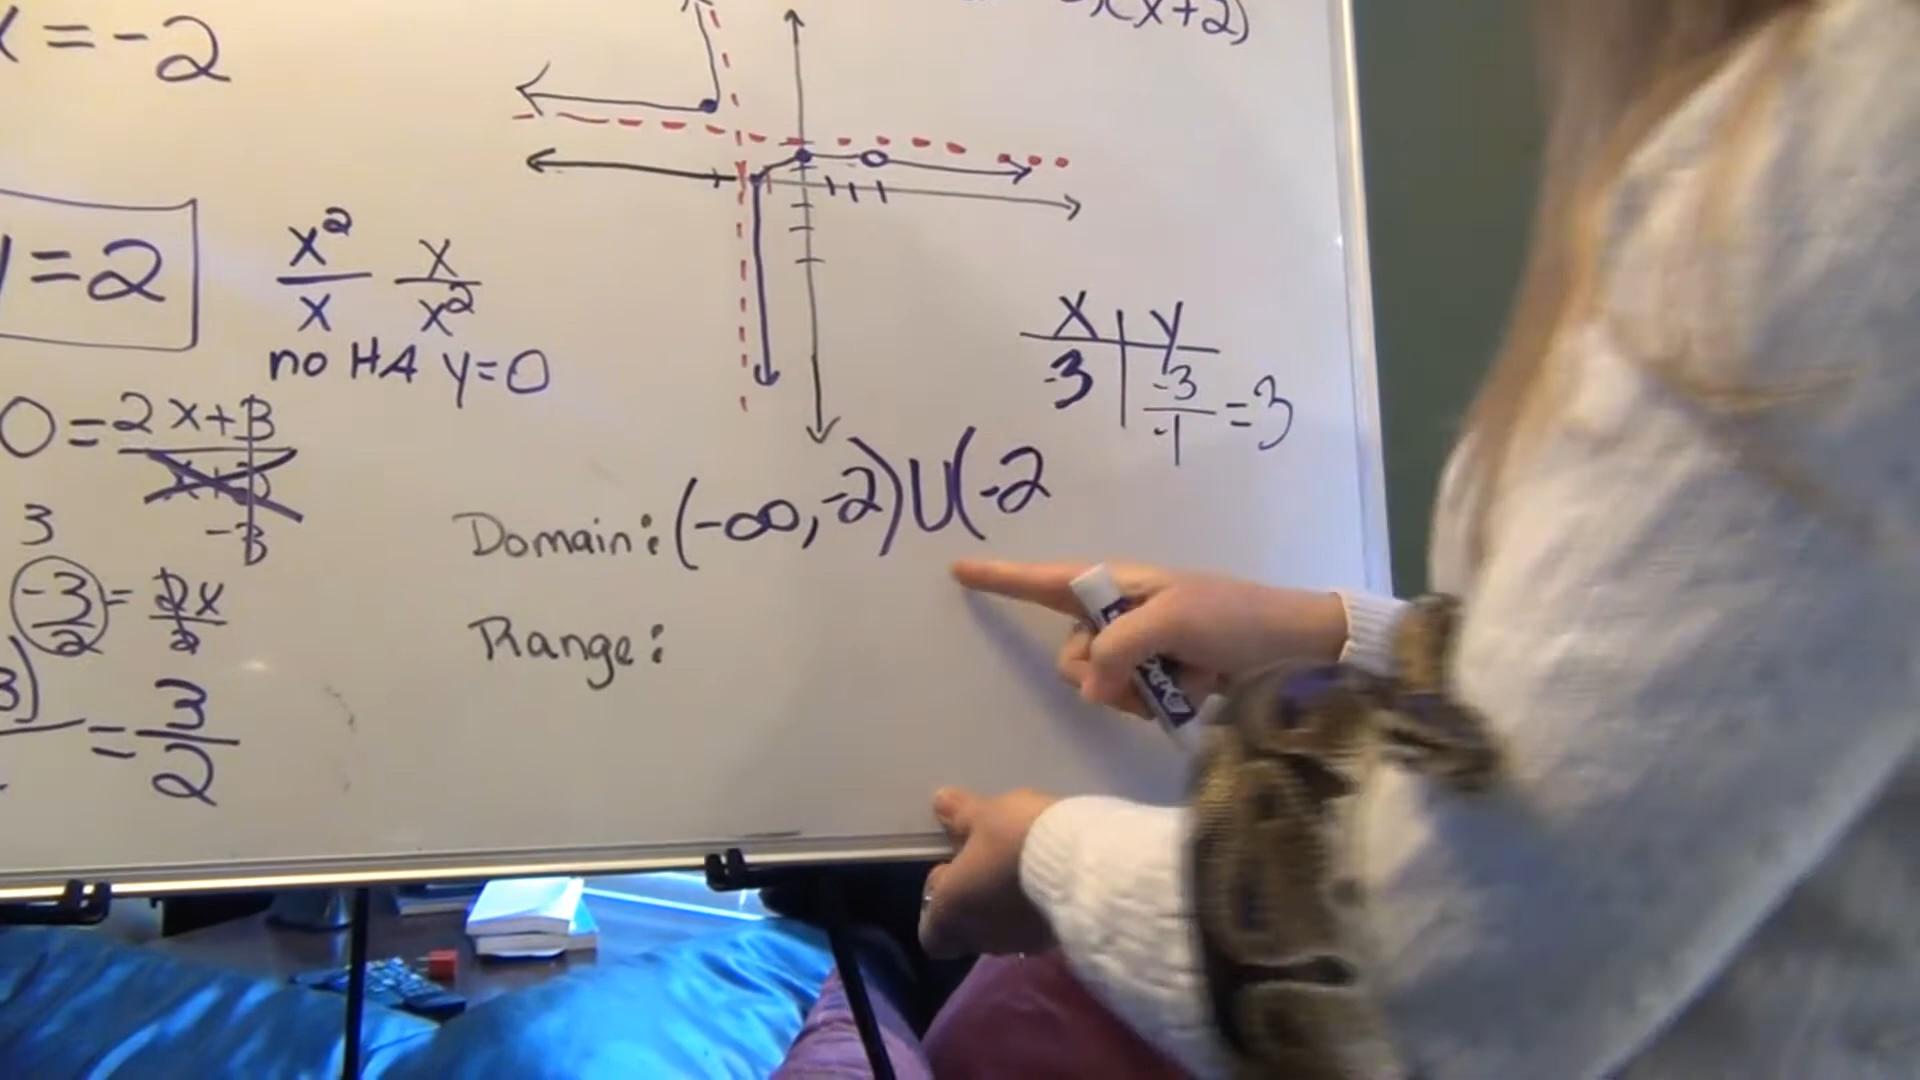 x = -2
(x+2)
y = 2
x² / x
x / x²
no HA y=0
x | y
-3 | -3/-1 = 3
0 = 2x+3
3
-3
-3/2 = 2x/2
= 3/2
Domain: (-∞, -2) ∪ (-2
Range:
EXPO